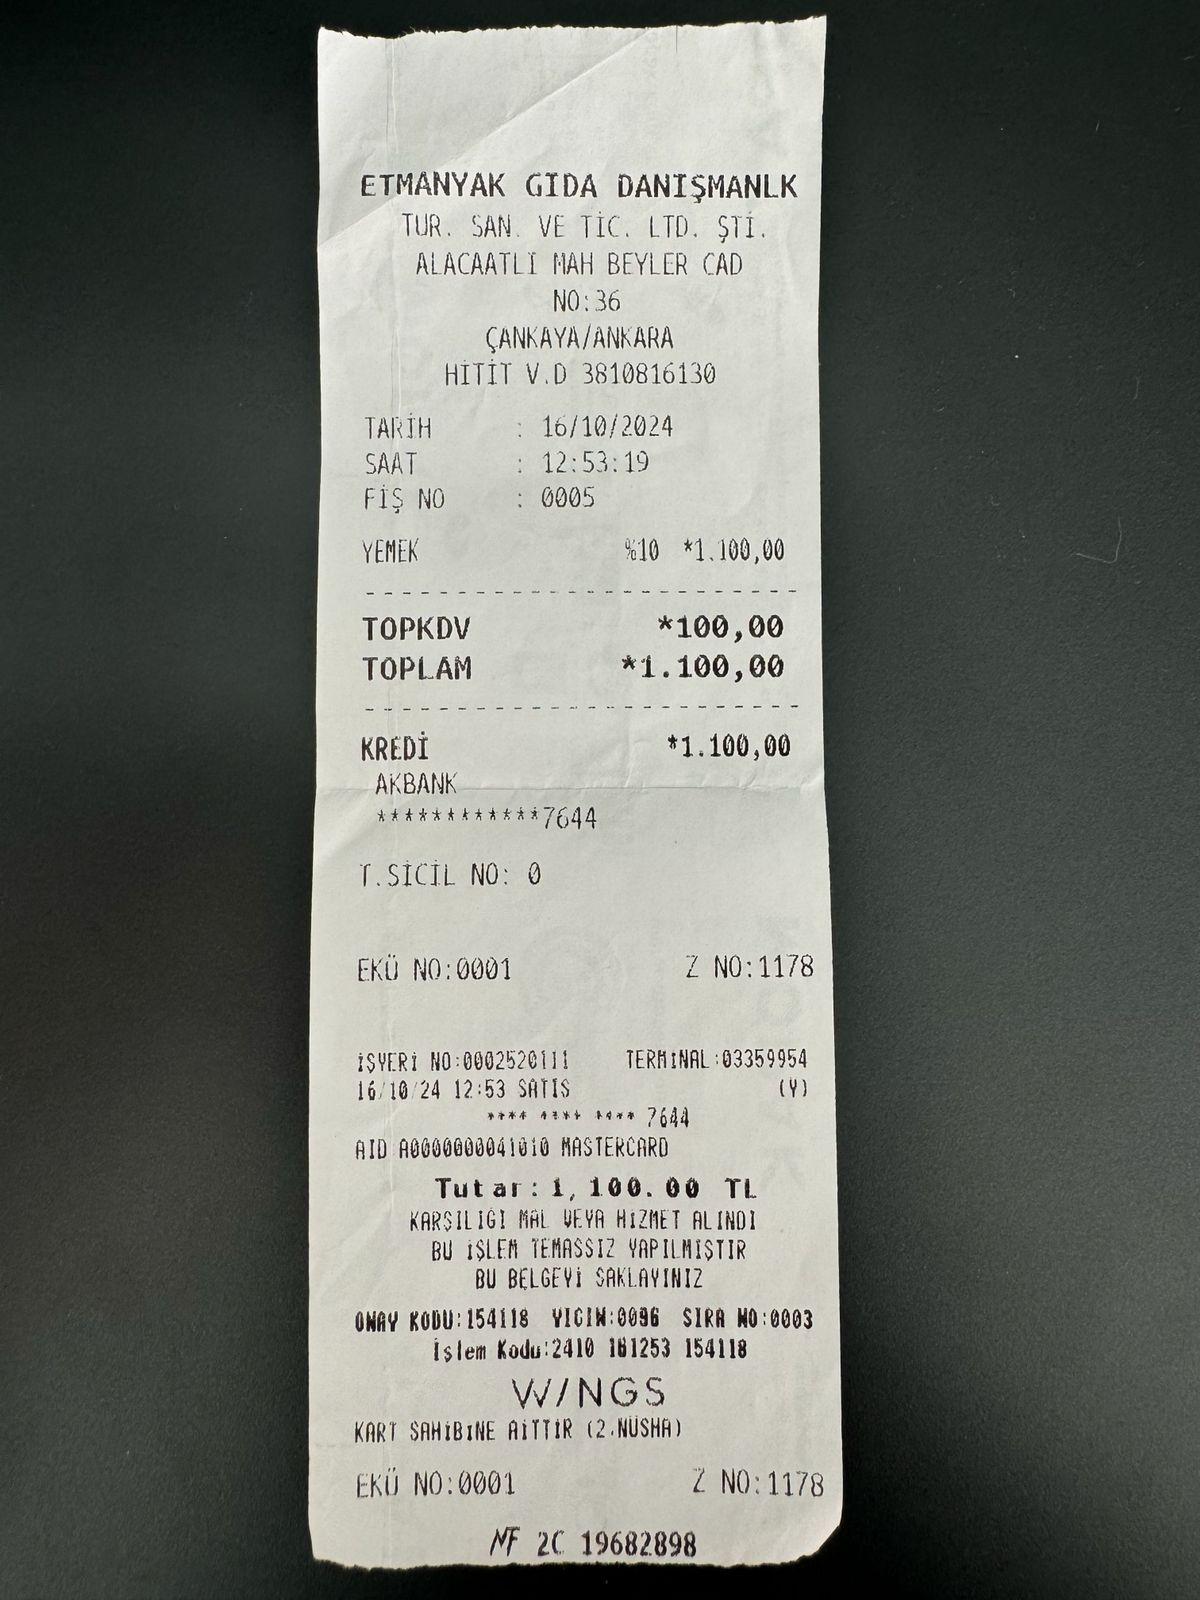 ETMANYAK GIDA DANIŞMANLK
TUR. SAN. VE TİC. LTD. ŞTİ.
ALACAATLI MAH BEYLER CAD
NO:36
ÇANKAYA/ANKARA
HİTİT V.D 3810816130
TARİH : 16/10/2024
SAAT : 12:53:19
FİŞ NO : 0005
YEMEK %10 *1.100,00
TOPKDV *100,00
TOPLAM *1.100,00
KREDİ *1.100,00
AKBANK
************7644
T.SİCİL NO: 0
EKÜ NO:0001 Z NO:1178
İŞYERİ NO:0002520111 TERMİNAL:03359954
16/10/24 12:53 SATIŞ (Y)
**** **** **** 7644
AID A0000000041010 MASTERCARD
Tutar: 1,100.00 TL
KARŞILIĞI MAL VEYA HİZMET ALINDI
BU İŞLEM TEMASSIZ YAPILMIŞTIR
BU BELGEYİ SAKLAYINIZ
ONAY KODU:154118 YIĞIN:0096 SIRA NO:0003
İşlem Kodu:2410 161253 154118
WINGS
KART SAHİBİNE AİTTİR (2.NUSHA)
EKÜ NO:0001 Z NO:1178
MF 2C 19682898